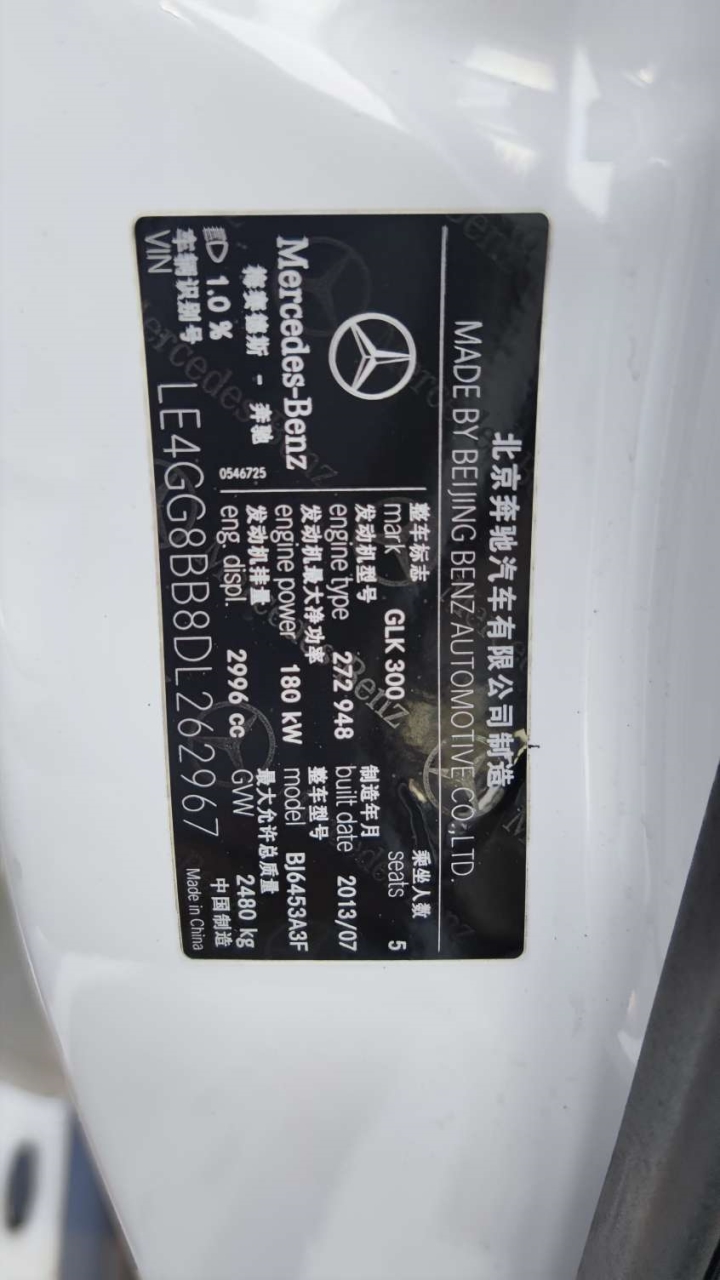 北京奔驰汽车有限公司制造
MADE BY BEIJING BENZ AUTOMOTIVE CO.,LTD.
Mercedes-Benz
梅赛德斯 - 奔驰
0546725
1.0 %
整车标志
mark GLK 300
乘坐人数
seats 5
发动机型号
engine type 272 948
制造年月
built date 2013/07
发动机最大净功率
engine power 180 kW
整车型号
model BJ6453A3F
发动机排量
eng. displ. 2996 cc
最大允许总质量
GVW 2480 kg
车辆识别号
VIN LE4GG8BB8DL262967
中国制造
Made in China